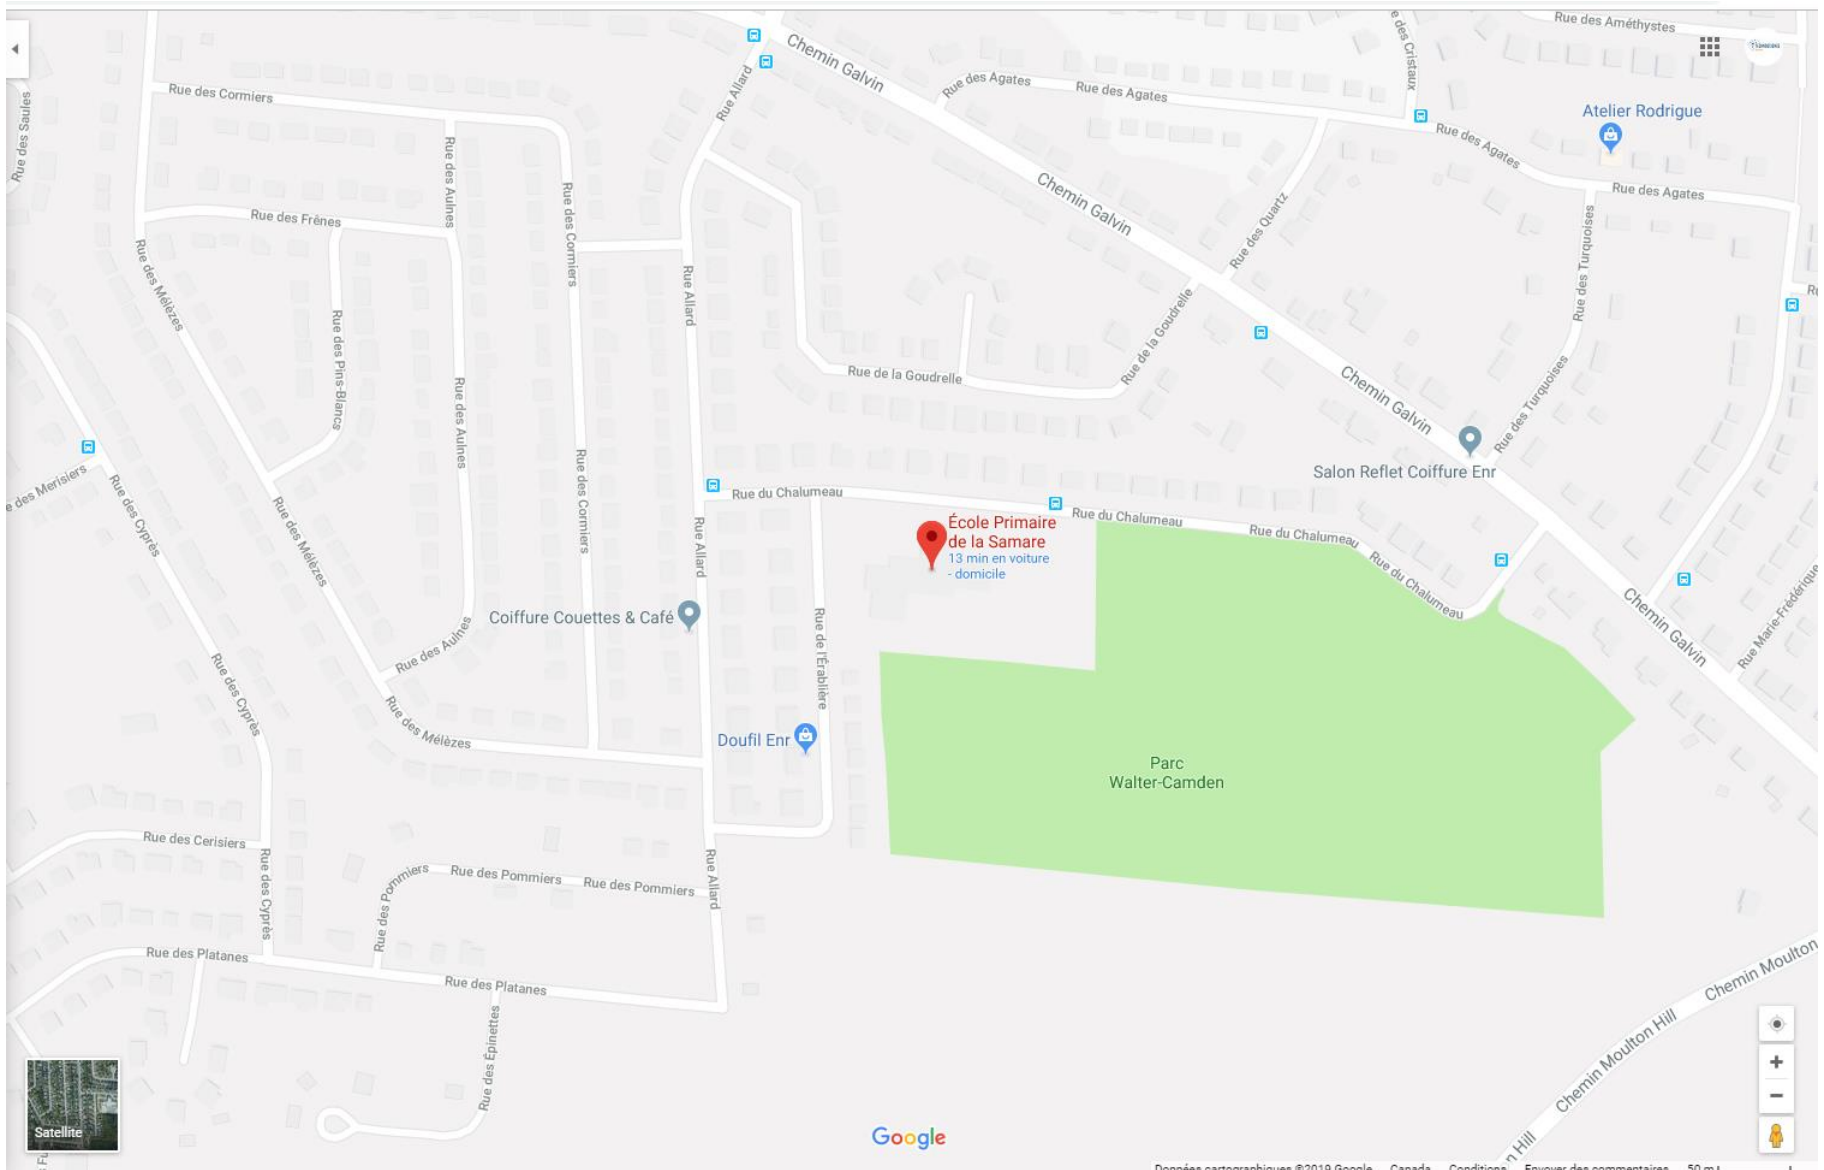 Rue des Améthystes
e des Cristaux
Chemin Galvin
Rue Allard
Rue des Agates
Rue des Agates
Rue des Cormiers
Rue des Saules
Atelier Rodrigue
Rue des Agates
Rue des Aulnes
Rue des Agates
Chemin Galvin
Rue des Cormiers
Rue des Frênes
Rue des Quartz
Rue des Turquoises
Rue des Mélèzes
Rue Allard
Rue des Pins-Blancs
Rue de la Goudrelle
Rue de la Goudrelle
Rue des Aulnes
Chemin Galvin
Rue des Turquoises
Salon Reflet Coiffure Enr
e des Merisiers
Rue des Cyprès
Rue des Cormiers
Rue du Chalumeau
Rue du Chalumeau
Rue du Chalumeau
Rue du Chalumeau
École Primaire
de la Samare
13 min en voiture
- domicile
Rue des Mélèzes
Rue Allard
Coiffure Couettes & Café
Rue de l'Érablière
Rue des Aulnes
Chemin Galvin
Rue Marie-Frédérique
Rue des Cyprès
Rue des Mélèzes
Doufil Enr
Parc
Walter-Camden
Rue des Cerisiers
Rue des Cyprès
Rue des Pommiers
Rue des Pommiers
Rue des Pommiers
Rue Allard
Rue des Platanes
Rue des Platanes
Rue des Épinettes
Chemin Moulton
Chemin Moulton Hill
n Hill
Satellite
Google
Données cartographiques ©2019 Google Canada Conditions Envoyer des commentaires 50 m